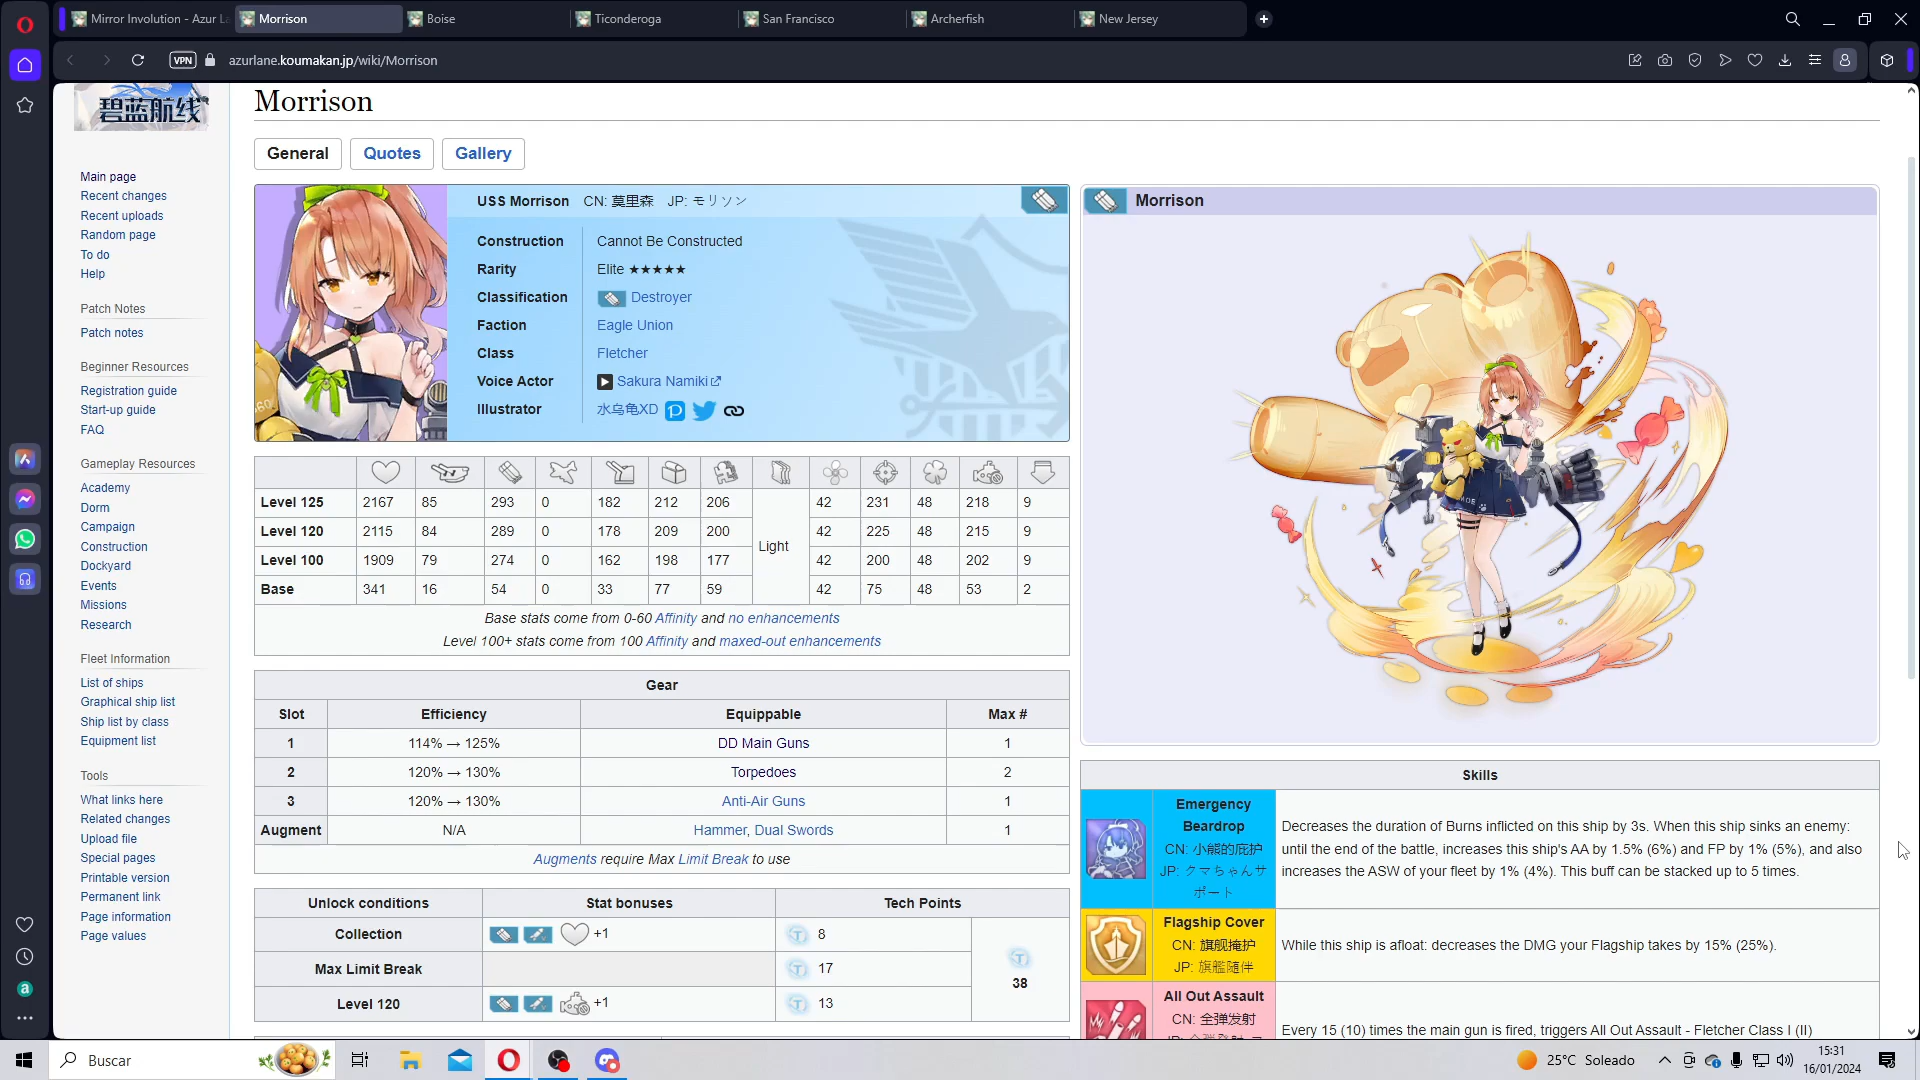 Mirror Involution - Azur La
Morrison
Boise
Ticonderoga
San Francisco
Archerfish
New Jersey
VPN
azurlane.koumakan.jp/wiki/Morrison
碧蓝航线
Main page
Recent changes
Recent uploads
Random page
To do
Help
Patch Notes
Patch notes
Beginner Resources
Registration guide
Start-up guide
FAQ
Gameplay Resources
Academy
Dorm
Campaign
Construction
Dockyard
Events
Missions
Research
Fleet Information
List of ships
Graphical ship list
Ship list by class
Equipment list
Tools
What links here
Related changes
Upload file
Special pages
Printable version
Permanent link
Page information
Page values
Morrison
General
Quotes
Gallery
USS Morrison CN: 莫里森 JP: モリソン
Construction Cannot Be Constructed
Rarity Elite ★★★★★
Classification Destroyer
Faction Eagle Union
Class Fletcher
Voice Actor Sakura Namiki
Illustrator 水乌龟XD
Level 125 2167 85 293 0 182 212 206 42 231 48 218 9
Level 120 2115 84 289 0 178 209 200 42 225 48 215 9
Light
Level 100 1909 79 274 0 162 198 177 42 200 48 202 9
Base 341 16 54 0 33 77 59 42 75 48 53 2
Base stats come from 0-60 Affinity and no enhancements
Level 100+ stats come from 100 Affinity and maxed-out enhancements
Gear
Slot Efficiency Equippable Max #
1 114% → 125% DD Main Guns 1
2 120% → 130% Torpedoes 2
3 120% → 130% Anti-Air Guns 1
Augment N/A Hammer, Dual Swords 1
Augments require Max Limit Break to use
Unlock conditions Stat bonuses Tech Points
Collection +1 8
Max Limit Break 17
38
Level 120 +1 13
Morrison
Skills
Emergency
Beardrop
CN: 小熊的庇护
JP: クマちゃんサ
ポート
Decreases the duration of Burns inflicted on this ship by 3s. When this ship sinks an enemy:
until the end of the battle, increases this ship's AA by 1.5% (6%) and FP by 1% (5%), and also
increases the ASW of your fleet by 1% (4%). This buff can be stacked up to 5 times.
Flagship Cover
CN: 旗舰掩护
JP: 旗艦随伴
While this ship is afloat: decreases the DMG your Flagship takes by 15% (25%).
All Out Assault
CN: 全弹发射
Every 15 (10) times the main gun is fired, triggers All Out Assault - Fletcher Class I (II)
Buscar
25°C Soleado
15:31
16/01/2024